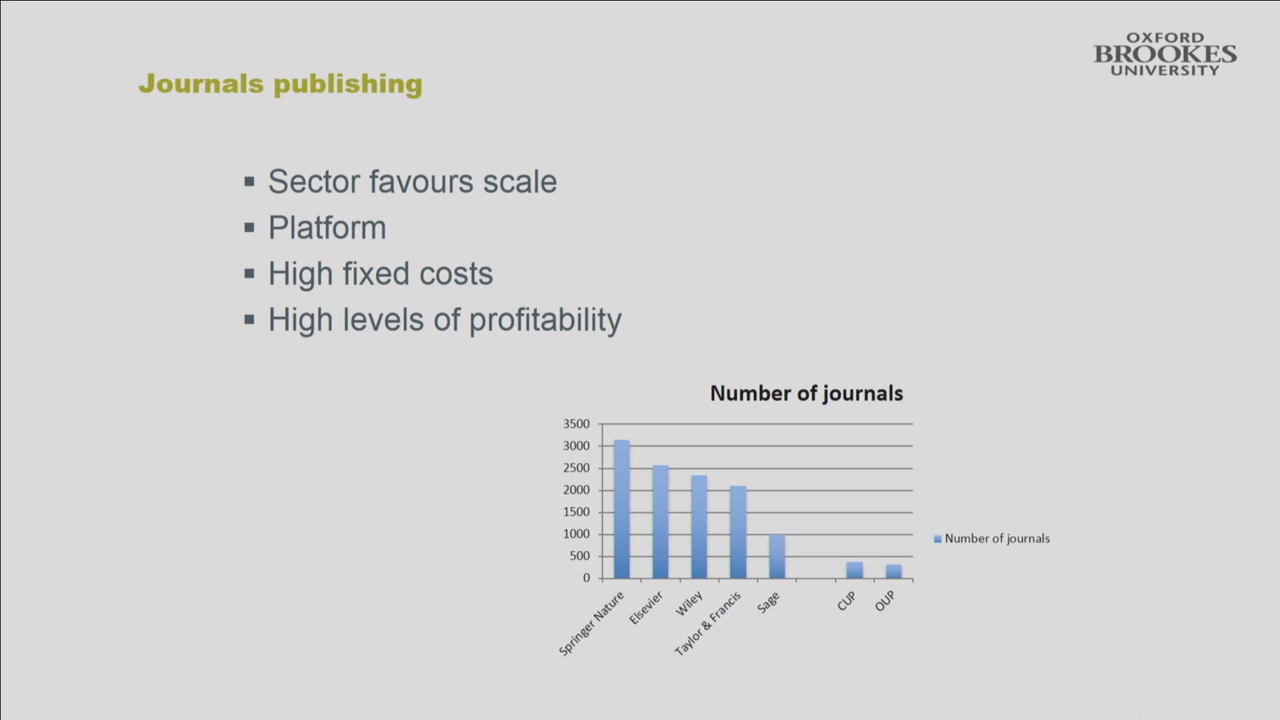 OXFORD
BROOKES
UNIVERSITY
Journals publishing
▪ Sector favours scale
▪ Platform
▪ High fixed costs
▪ High levels of profitability
Number of journals
3500
3000
2500
2000
1500
1000
500
0
Springer Nature
Elsevier
Wiley
Taylor & Francis
Sage
CUP
OUP
Number of journals